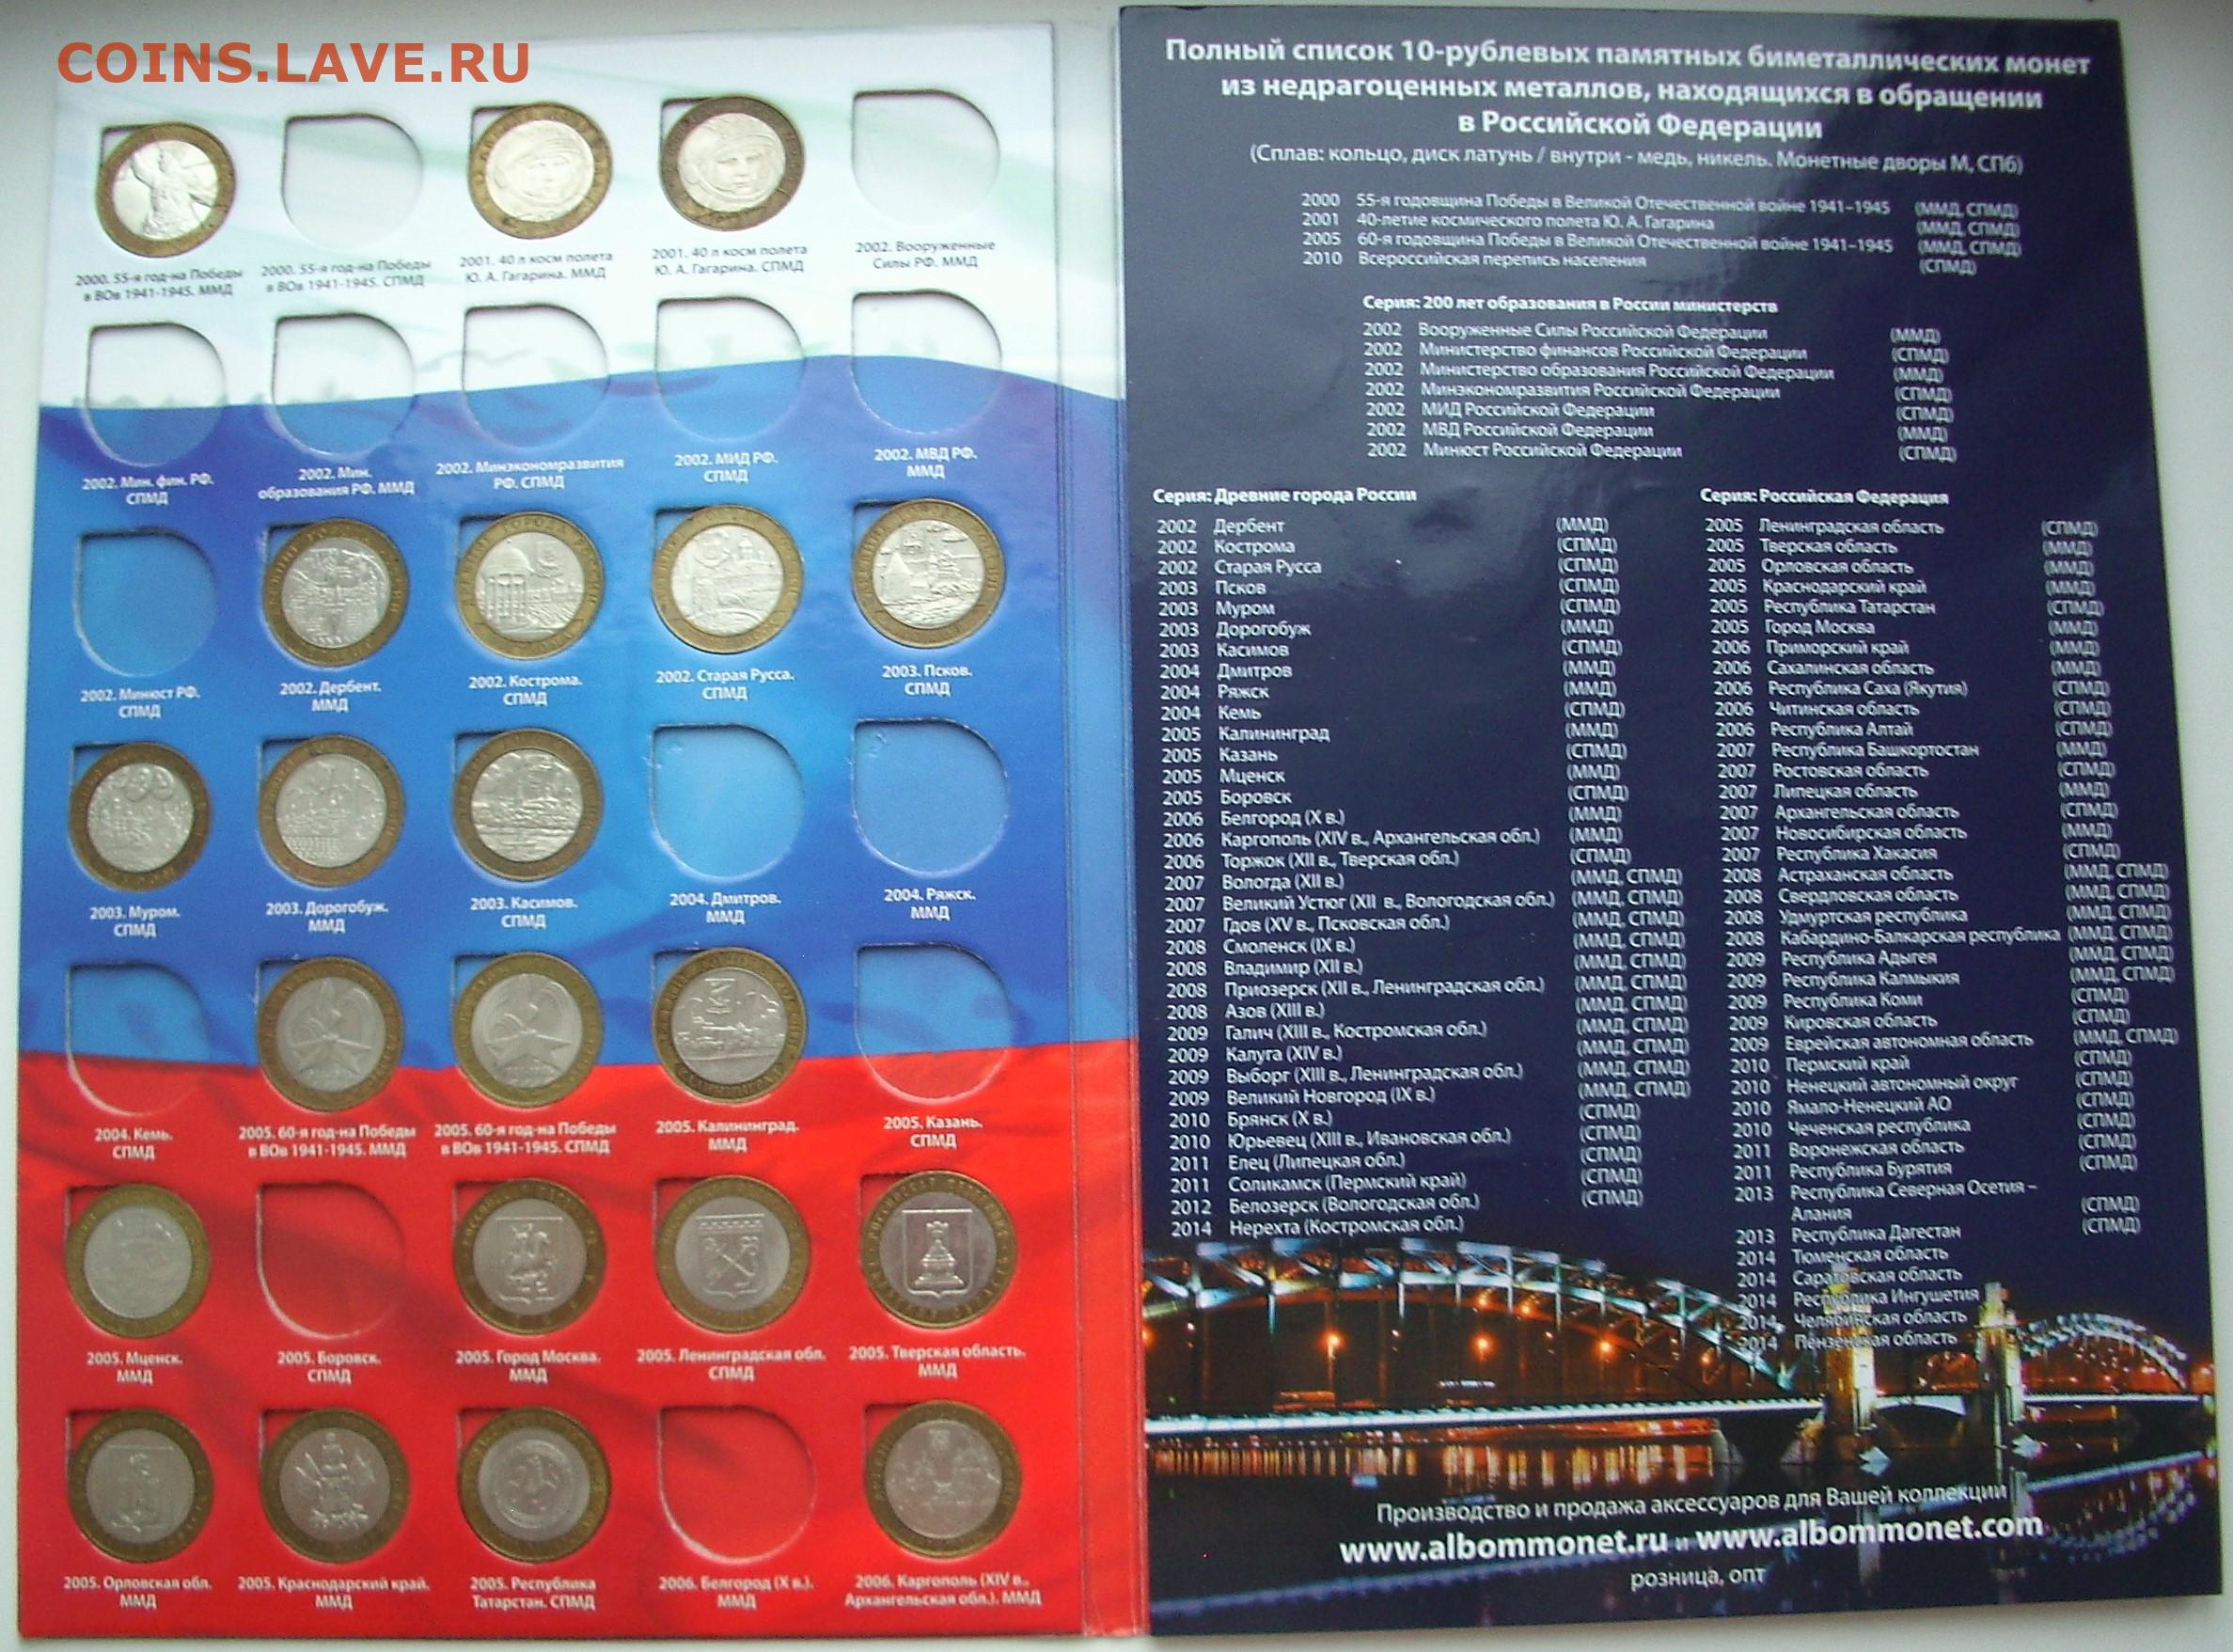 COINS.LAVE.RU
2000. 55-я год-на Победы
в ВОв 1941-1945. ММД
2000. 55-я год-на Победы
в ВОв 1941-1945. СПМД
2001. 40 л косм полета
Ю. А. Гагарина. ММД
2001. 40 л косм полета
Ю. А. Гагарина. СПМД
2002. Вооруженные
Силы РФ. ММД
2002. Мин. фин. РФ.
СПМД
2002. Мин.
образования РФ. ММД
2002. Минэкономразвития
РФ. СПМД
2002. МИД РФ.
СПМД
2002. МВД РФ.
ММД
2002. Минюст РФ.
СПМД
2002. Дербент.
ММД
2002. Кострома.
СПМД
2002. Старая Русса.
СПМД
2003. Псков.
СПМД
2003. Муром.
СПМД
2003. Дорогобуж.
ММД
2003. Касимов.
СПМД
2004. Дмитров.
ММД
2004. Ряжск.
ММД
2004. Кемь.
СПМД
2005. 60-я год-на Победы
в ВОв 1941-1945. ММД
2005. 60-я год-на Победы
в ВОв 1941-1945. СПМД
2005. Калининград.
ММД
2005. Казань.
СПМД
2005. Мценск.
ММД
2005. Боровск.
СПМД
2005. Город Москва.
ММД
2005. Ленинградская обл.
СПМД
2005. Тверская область.
ММД
2005. Орловская обл.
ММД
2005. Краснодарский край.
ММД
2005. Республика
Татарстан. СПМД
2006. Белгород (X в.).
ММД
2006. Каргополь (XIV в.,
Архангельская обл.). ММД
Полный список 10-рублевых памятных биметаллических монет
из недрагоценных металлов, находящихся в обращении
в Российской Федерации
(Сплав: кольцо, диск латунь / внутри - медь, никель. Монетные дворы М, СПб)
2000 55-я годовщина Победы в Великой Отечественной войне 1941–1945 (ММД, СПМД)
2001 40-летие космического полета Ю. А. Гагарина (ММД, СПМД)
2005 60-я годовщина Победы в Великой Отечественной войне 1941–1945 (ММД, СПМД)
2010 Всероссийская перепись населения (СПМД)
Серия: 200 лет образования в России министерств
2002 Вооруженные Силы Российской Федерации (ММД)
2002 Министерство финансов Российской Федерации (СПМД)
2002 Министерство образования Российской Федерации (ММД)
2002 Минэкономразвития Российской Федерации (СПМД)
2002 МИД Российской Федерации (СПМД)
2002 МВД Российской Федерации (ММД)
2002 Минюст Российской Федерации (СПМД)
Серия: Древние города России
2002 Дербент (ММД)
2002 Кострома (СПМД)
2002 Старая Русса (СПМД)
2003 Псков (СПМД)
2003 Муром (СПМД)
2003 Дорогобуж (ММД)
2003 Касимов (СПМД)
2004 Дмитров (ММД)
2004 Ряжск (ММД)
2004 Кемь (СПМД)
2005 Калининград (ММД)
2005 Казань (СПМД)
2005 Мценск (ММД)
2005 Боровск (СПМД)
2006 Белгород (X в.) (ММД)
2006 Каргополь (XIV в., Архангельская обл.) (ММД)
2006 Торжок (XII в., Тверская обл.) (СПМД)
2007 Вологда (XII в.) (ММД, СПМД)
2007 Великий Устюг (XII в., Вологодская обл.) (ММД, СПМД)
2007 Гдов (XV в., Псковская обл.) (ММД, СПМД)
2008 Смоленск (IX в.) (ММД, СПМД)
2008 Владимир (XII в.) (ММД, СПМД)
2008 Приозерск (XII в., Ленинградская обл.) (ММД, СПМД)
2008 Азов (XIII в.) (ММД, СПМД)
2009 Галич (XIII в., Костромская обл.) (ММД, СПМД)
2009 Калуга (XIV в.) (ММД, СПМД)
2009 Выборг (XIII в., Ленинградская обл.) (ММД, СПМД)
2009 Великий Новгород (IX в.) (ММД, СПМД)
2010 Брянск (X в.) (СПМД)
2010 Юрьевец (XIII в., Ивановская обл.) (СПМД)
2011 Елец (Липецкая обл.) (СПМД)
2011 Соликамск (Пермский край) (СПМД)
2012 Белозерск (Вологодская обл.) (СПМД)
2014 Нерехта (Костромская обл.)
Серия: Российская Федерация
2005 Ленинградская область (СПМД)
2005 Тверская область (ММД)
2005 Орловская область (ММД)
2005 Краснодарский край (ММД)
2005 Республика Татарстан (СПМД)
2005 Город Москва (ММД)
2006 Приморский край (ММД)
2006 Сахалинская область (ММД)
2006 Республика Саха (Якутия) (СПМД)
2006 Читинская область (СПМД)
2006 Республика Алтай (СПМД)
2007 Республика Башкортостан (ММД)
2007 Ростовская область (СПМД)
2007 Липецкая область (ММД)
2007 Архангельская область (СПМД)
2007 Новосибирская область (ММД)
2007 Республика Хакасия (СПМД)
2008 Астраханская область (ММД, СПМД)
2008 Свердловская область (ММД, СПМД)
2008 Удмуртская республика (ММД, СПМД)
2008 Кабардино-Балкарская республика (ММД, СПМД)
2009 Республика Адыгея (ММД, СПМД)
2009 Республика Калмыкия (ММД, СПМД)
2009 Республика Коми (СПМД)
2009 Кировская область (СПМД)
2009 Еврейская автономная область (ММД, СПМД)
2010 Пермский край (СПМД)
2010 Ненецкий автономный округ (СПМД)
2010 Ямало-Ненецкий АО (СПМД)
2010 Чеченская республика (СПМД)
2011 Воронежская область (СПМД)
2011 Республика Бурятия (СПМД)
2013 Республика Северная Осетия –
Алания (СПМД)
2013 Республика Дагестан (СПМД)
2014 Тюменская область
2014 Саратовская область
2014 Республика Ингушетия
2014 Челябинская область
2014 Пензенская область
Производство и продажа аксессуаров для Вашей коллекции
www.albommonet.ru и www.albommonet.com
розница, опт